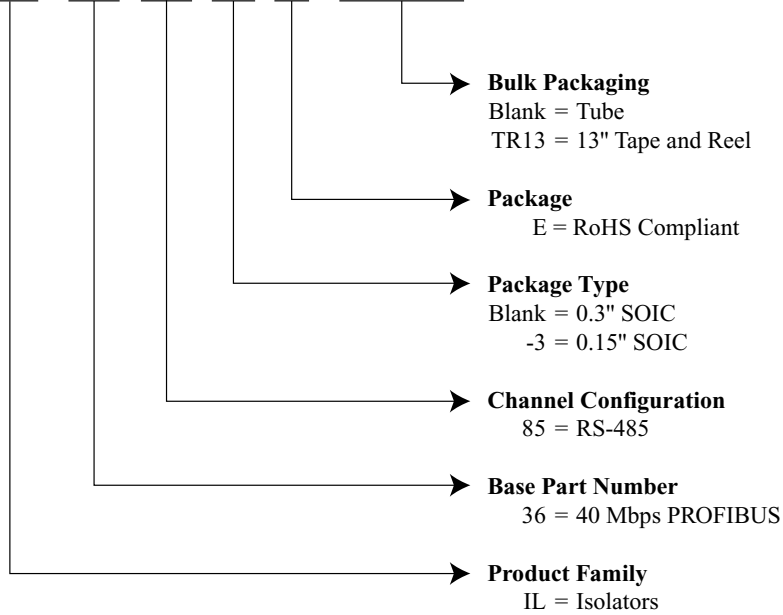 Bulk Packaging
Blank = Tube
TR13 = 13" Tape and Reel
Package
E = RoHS Compliant
Package Type
Blank = 0.3" SOIC
-3 = 0.15" SOIC
Channel Configuration
85 = RS-485
Base Part Number
36 = 40 Mbps PROFIBUS
Product Family
IL = Isolators